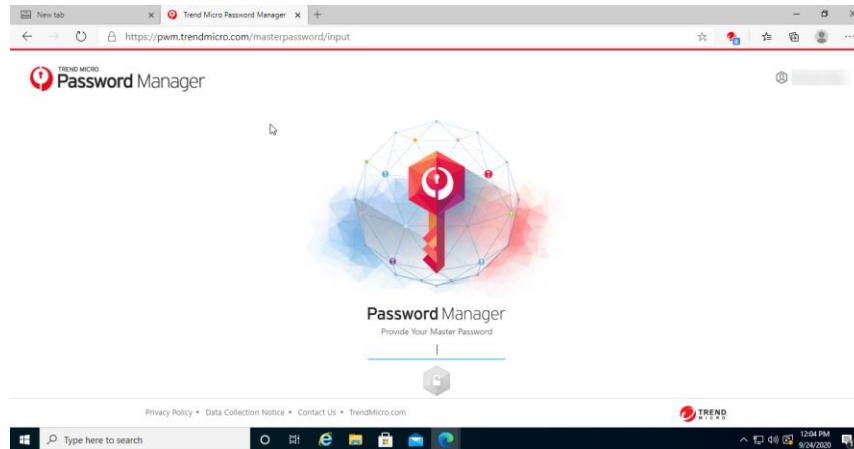 New tab
Trend Micro Password Manager
https://pwm.trendmicro.com/masterpassword/input
TREND MICRO
Password Manager
Password Manager
Provide Your Master Password
Privacy Policy • Data Collection Notice • Contact Us • TrendMicro.com
TREND
MICRO
Type here to search
12:04 PM
9/24/2020